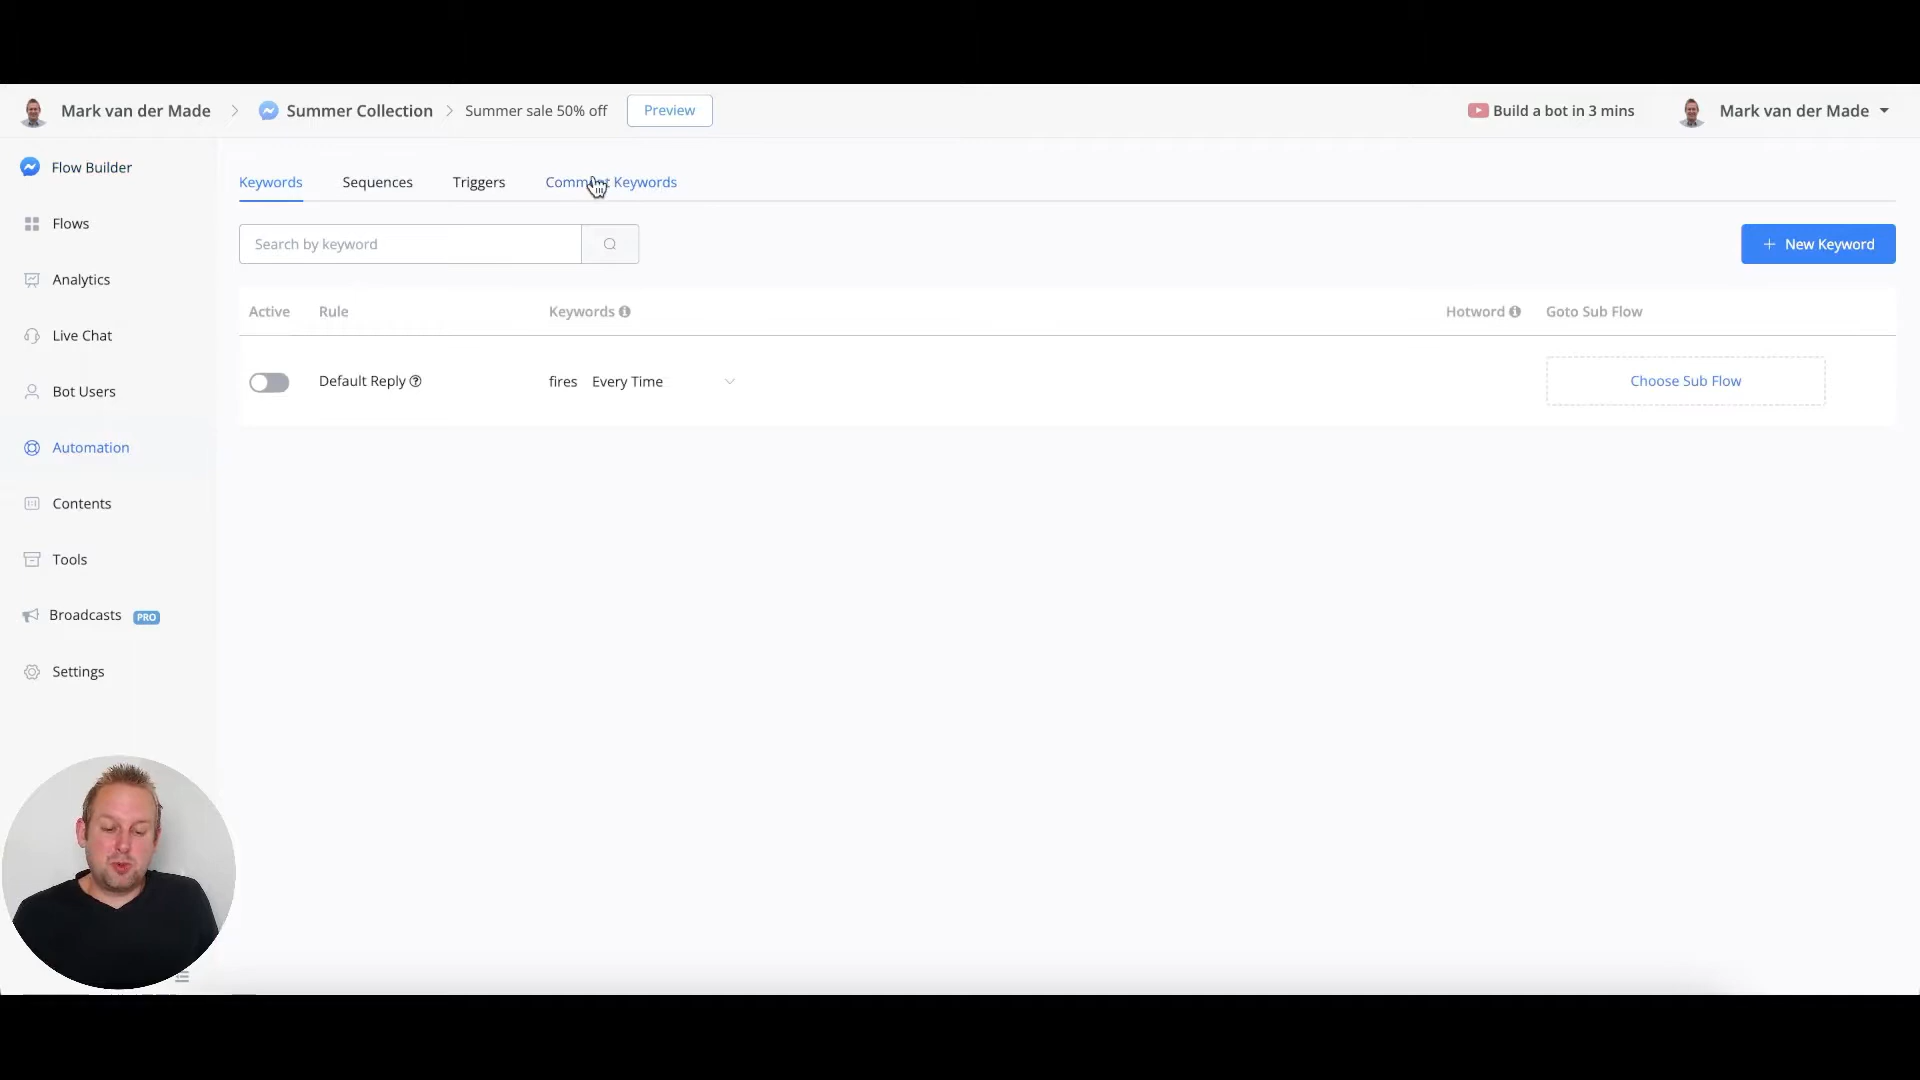 Mark van der Made
Summer Collection
Summer sale 50% off
Preview
Build a bot in 3 mins
Mark van der Made
Flow Builder
Flows
Analytics
Live Chat
Bot Users
Automation
Contents
Tools
Broadcasts PRO
Settings
Keywords
Sequences
Triggers
Comment Keywords
Search by keyword
+ New Keyword
Active
Rule
Keywords
Hotword
Goto Sub Flow
Default Reply
fires Every Time
Choose Sub Flow